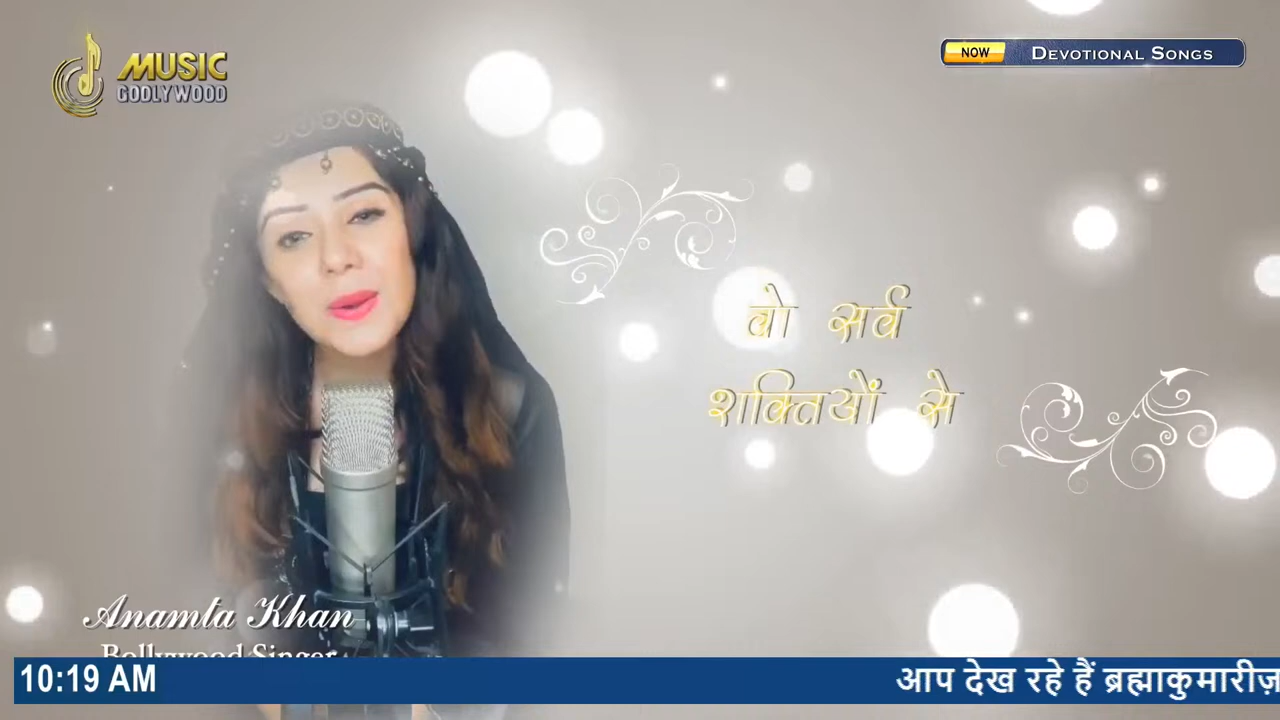 MUSIC
GODLYWOOD
NOW
DEVOTIONAL SONGS
वो सर्व
शक्तियों से
Anamta Khan
Bollywood Singer
10:19 AM
आप देख रहे हैं ब्रह्माकुमारीज़